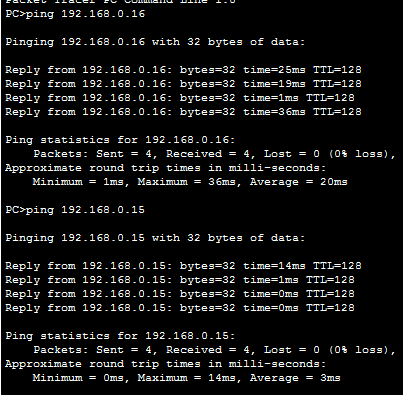 Packet Tracer PC Command Line 1.0
PC>ping 192.168.0.16
Pinging 192.168.0.16 with 32 bytes of data:
Reply from 192.168.0.16: bytes=32 time=25ms TTL=128
Reply from 192.168.0.16: bytes=32 time=19ms TTL=128
Reply from 192.168.0.16: bytes=32 time=1ms TTL=128
Reply from 192.168.0.16: bytes=32 time=36ms TTL=128
Ping statistics for 192.168.0.16:
Packets: Sent = 4, Received = 4, Lost = 0 (0% loss),
Approximate round trip times in milli-seconds:
Minimum = 1ms, Maximum = 36ms, Average = 20ms
PC>ping 192.168.0.15
Pinging 192.168.0.15 with 32 bytes of data:
Reply from 192.168.0.15: bytes=32 time=14ms TTL=128
Reply from 192.168.0.15: bytes=32 time=1ms TTL=128
Reply from 192.168.0.15: bytes=32 time=0ms TTL=128
Reply from 192.168.0.15: bytes=32 time=0ms TTL=128
Ping statistics for 192.168.0.15:
Packets: Sent = 4, Received = 4, Lost = 0 (0% loss),
Approximate round trip times in milli-seconds:
Minimum = 0ms, Maximum = 14ms, Average = 3ms